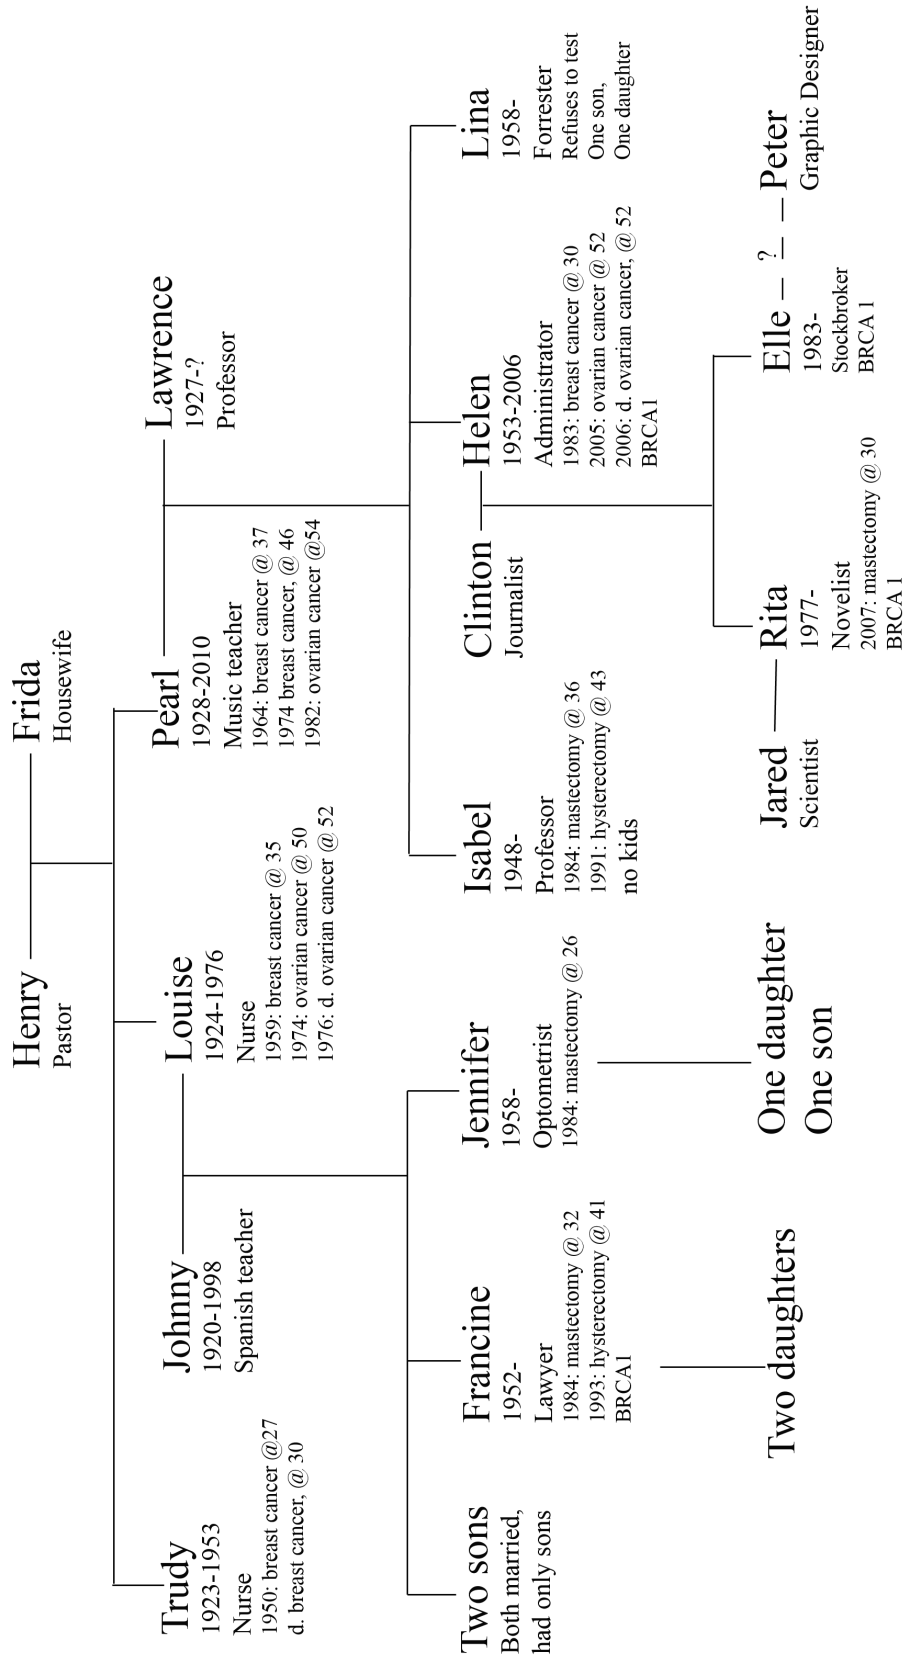 Henry
Pastor
Frida
Housewife
Trudy
1923-1953
Nurse
1950: breast cancer @27
d. breast cancer, @ 30
Johnny
1920-1998
Spanish teacher
Louise
1924-1976
Nurse
1959: breast cancer @ 35
1974: ovarian cancer @ 50
1976: d. ovarian cancer @ 52
Pearl
1928-2010
Music teacher
1964: breast cancer @ 37
1974 breast cancer, @ 46
1982: ovarian cancer @54
Lawrence
1927-?
Professor
Two sons
Both married,
had only sons
Francine
1952-
Lawyer
1984: mastectomy @ 32
1993: hysterectomy @ 41
BRCA1
Jennifer
1958-
Optometrist
1984: mastectomy @ 26
Isabel
1948-
Professor
1984: mastectomy @ 36
1991: hysterectomy @ 43
no kids
Clinton
Journalist
Helen
1953-2006
Administrator
1983: breast cancer @ 30
2005: ovarian cancer @ 52
2006: d. ovarian cancer, @ 52
BRCA1
Lina
1958-
Forrester
Refuses to test
One son,
One daughter
Two daughters
One daughter
One son
Jared
Scientist
Rita
1977-
Novelist
2007: mastectomy @ 30
BRCA1
Elle
1983-
Stockbroker
BRCA1
?
Peter
Graphic Designer